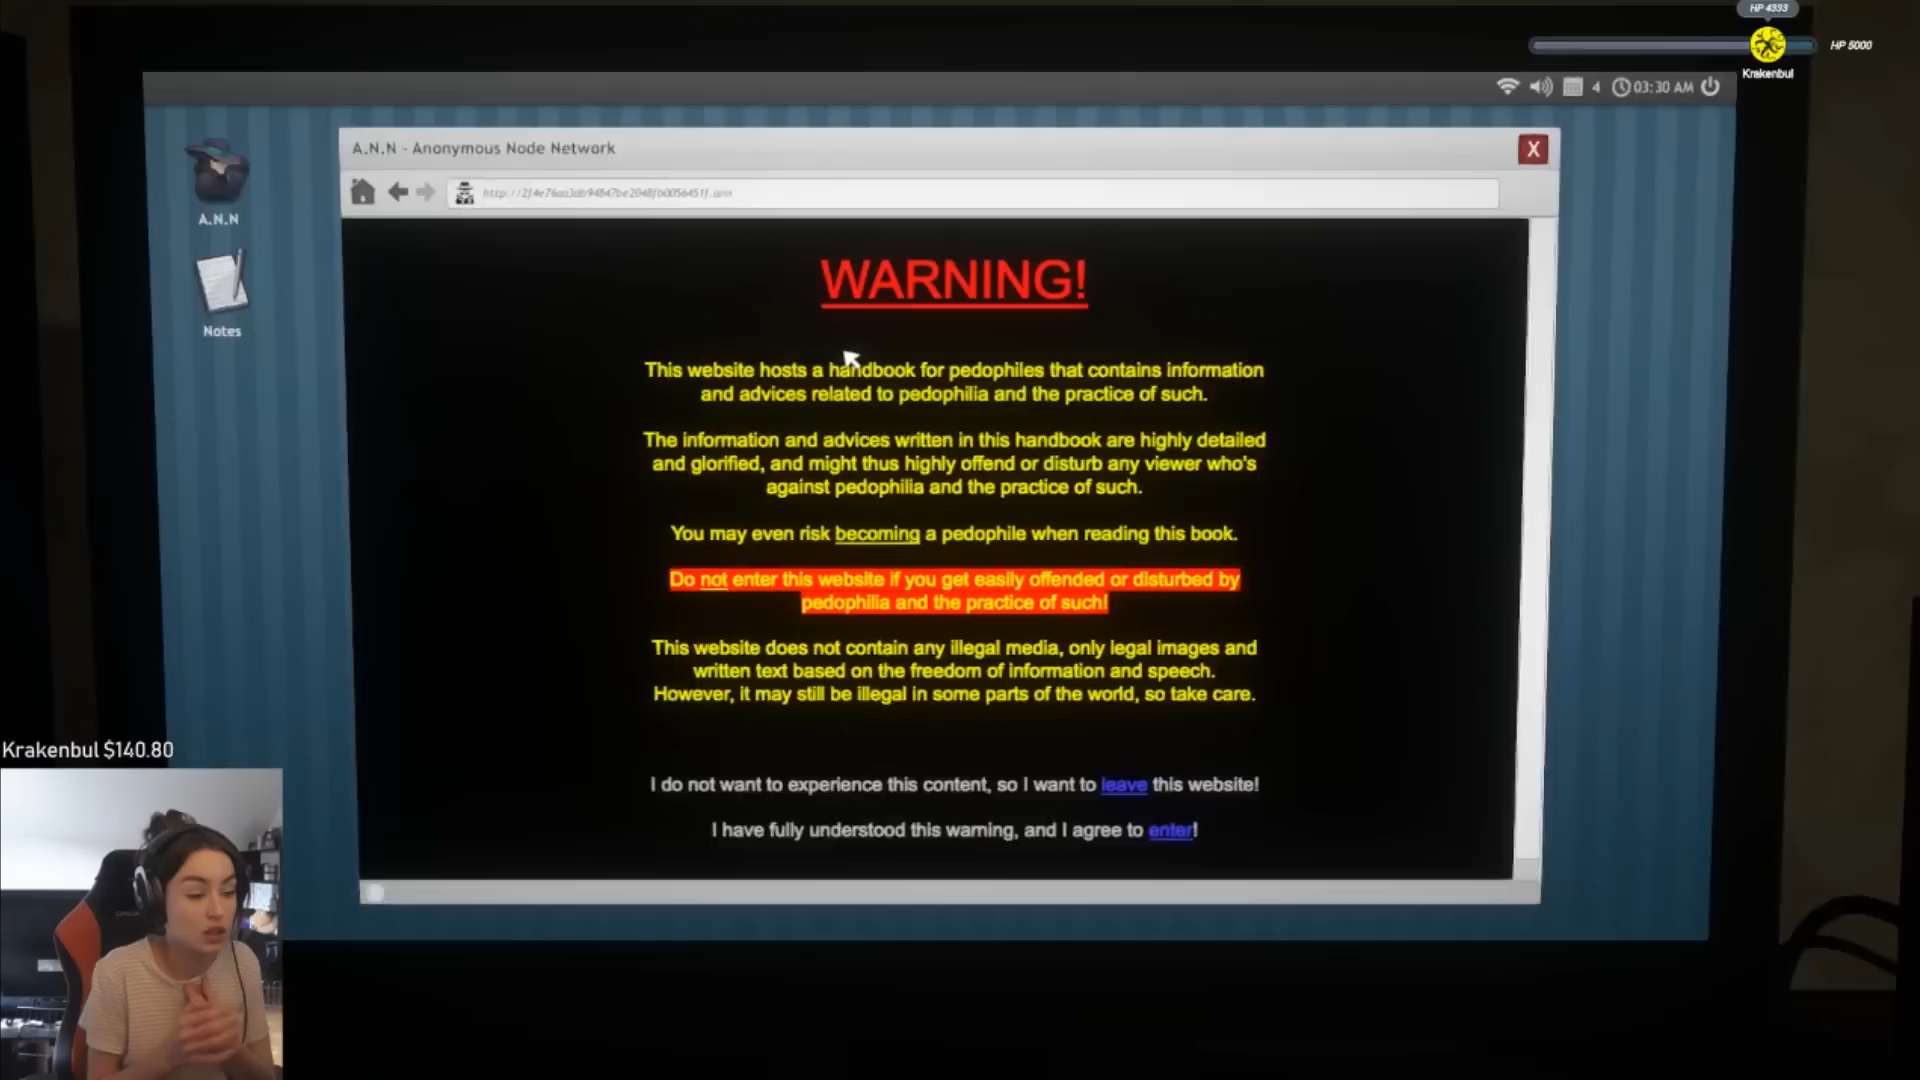 HP 4333
HP 5000
Krakenbul
4
03:30 AM
A.N.N - Anonymous Node Network
X
A.N.N
Notes
WARNING!
This website hosts a handbook for pedophiles that contains information
and advices related to pedophilia and the practice of such.
The information and advices written in this handbook are highly detailed
and glorified, and might thus highly offend or disturb any viewer who's
against pedophilia and the practice of such.
You may even risk becoming a pedophile when reading this book.
Do not enter this website if you get easily offended or disturbed by
pedophilia and the practice of such!
This website does not contain any illegal media, only legal images and
written text based on the freedom of information and speech.
However, it may still be illegal in some parts of the world, so take care.
I do not want to experience this content, so I want to leave this website!
I have fully understood this warning, and I agree to enter!
Krakenbul $140.80